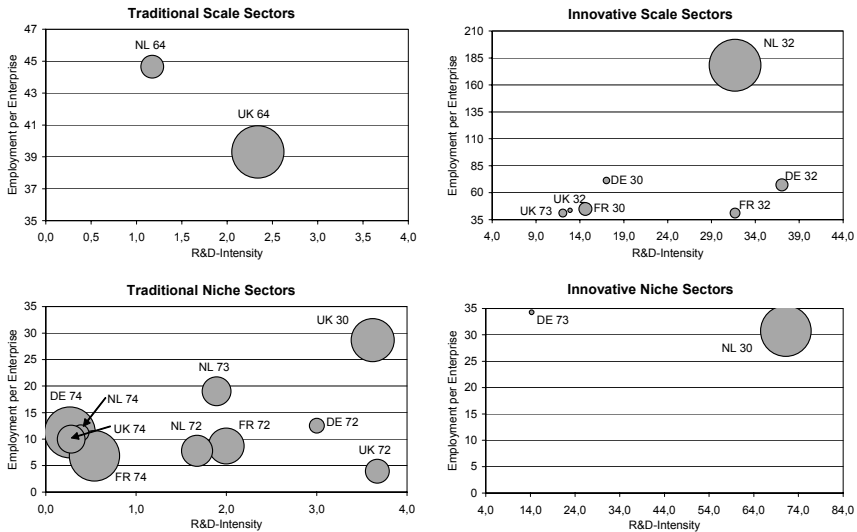 Traditional Scale Sectors
Employment per Enterprise
47
45
43
41
39
37
35
NL 64
UK 64
0,0 0,5 1,0 1,5 2,0 2,5 3,0 3,5 4,0
R&D-Intensity
Innovative Scale Sectors
Employment per Enterprise
210
185
160
135
110
85
60
35
NL 32
DE 30
DE 32
UK 32
UK 73
FR 30
FR 32
4,0 9,0 14,0 19,0 24,0 29,0 34,0 39,0 44,0
R&D-Intensity
Traditional Niche Sectors
Employment per Enterprise
35
30
25
20
15
10
5
0
UK 30
NL 73
DE 74
NL 74
UK 74
NL 72
FR 72
DE 72
UK 72
FR 74
0,0 1,0 2,0 3,0 4,0
R&D-Intensity
Innovative Niche Sectors
Employment per Enterprise
35
30
25
20
15
10
5
0
DE 73
NL 30
4,0 14,0 24,0 34,0 44,0 54,0 64,0 74,0 84,0
R&D-Intensity